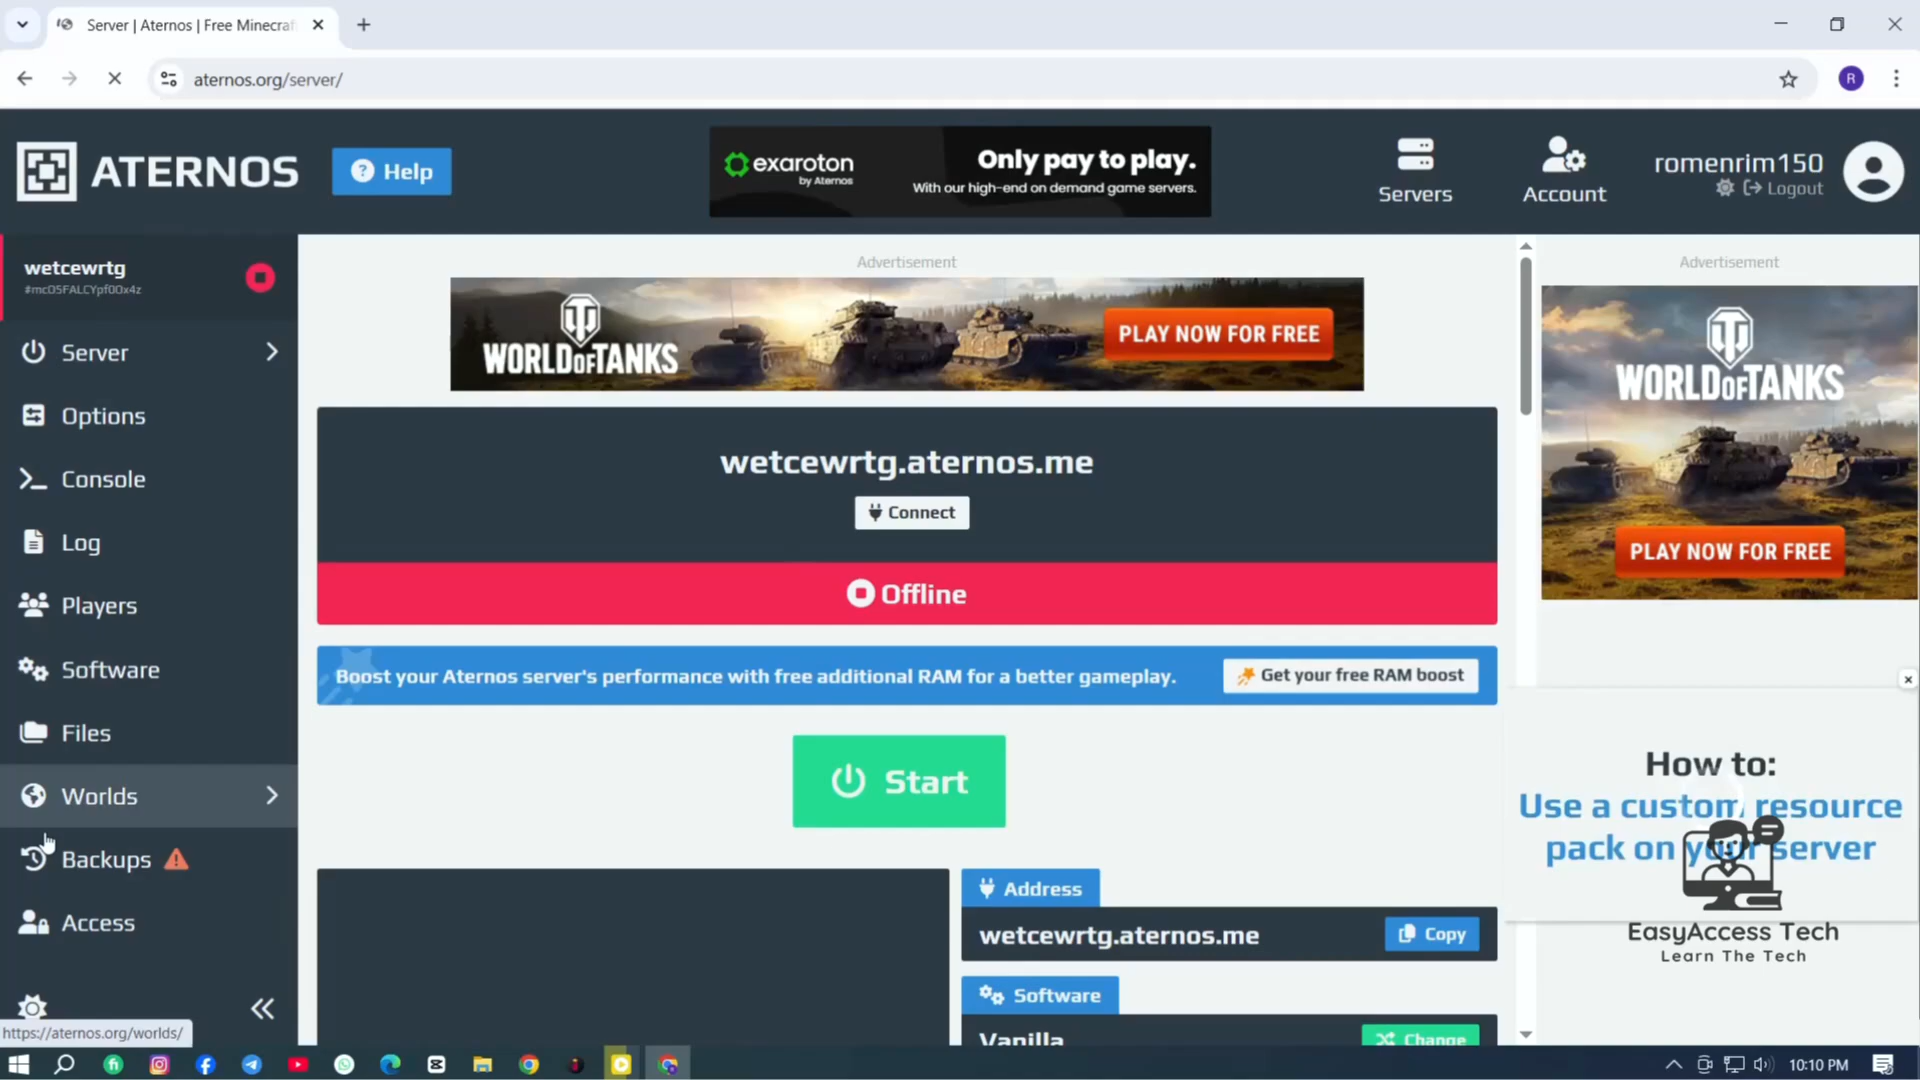 Server | Aternos | Free Minecraf
aternos.org/server/
R
ATERNOS
Help
exaroton
by Aternos
Only pay to play.
With our high-end on demand game servers.
Servers
Account
romenrim150
Logout
wetcewrtg
#mcO5FALCYpf0Ox4z
Server
Options
Console
Log
Players
Software
Files
Worlds
Backups
Access
https://aternos.org/worlds/
Advertisement
WORLD OF TANKS
PLAY NOW FOR FREE
wetcewrtg.aternos.me
Connect
Offline
Boost your Aternos server's performance with free additional RAM for a better gameplay.
Get your free RAM boost
Start
Address
wetcewrtg.aternos.me
Copy
Software
Vanilla
Change
Advertisement
WORLD OF TANKS
PLAY NOW FOR FREE
How to:
Use a custom resource
pack on your server
EasyAccess Tech
Learn The Tech
10:10 PM